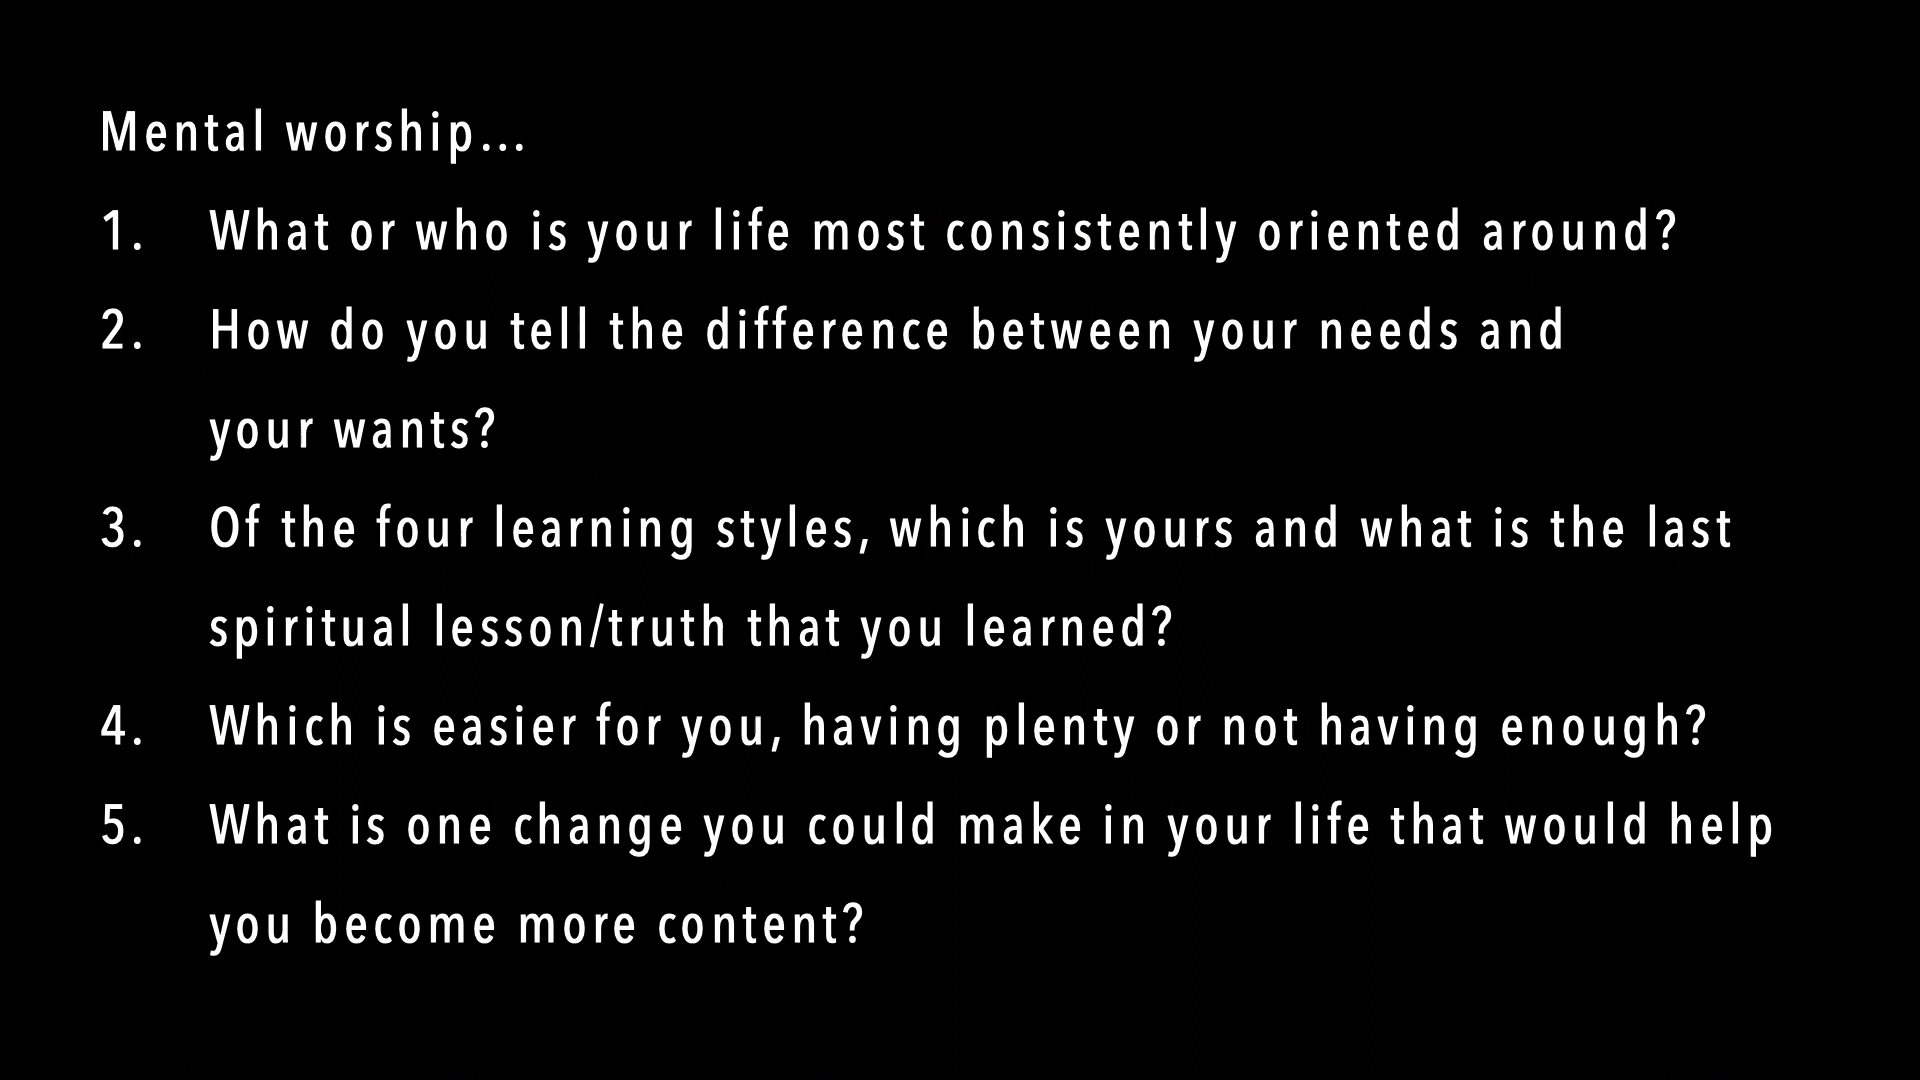 Mental worship...
1. What or who is your life most consistently oriented around?
2. How do you tell the difference between your needs and
your wants?
3. Of the four learning styles, which is yours and what is the last
spiritual lesson/truth that you learned?
4. Which is easier for you, having plenty or not having enough?
5. What is one change you could make in your life that would help
you become more content?